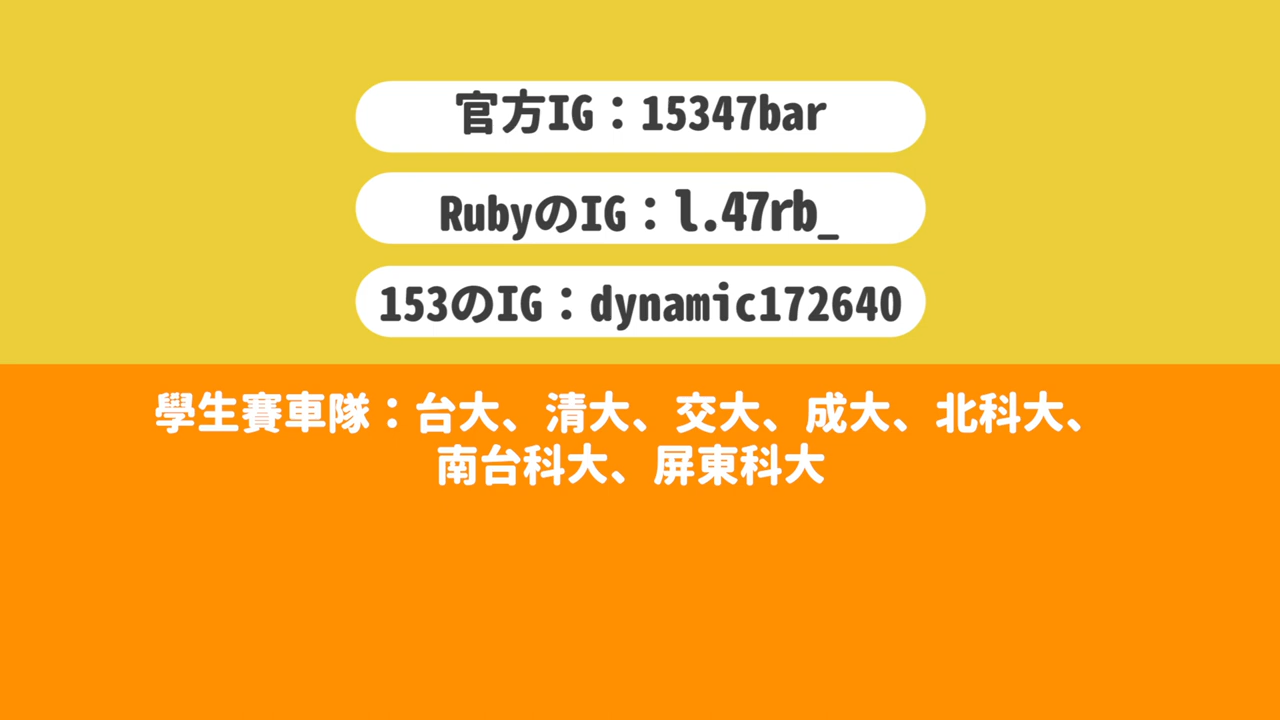 官方IG：15347bar
RubyのIG：l.47rb_
153のIG：dynamic172640
學生賽車隊：台大、清大、交大、成大、北科大、
南台科大、屏東科大